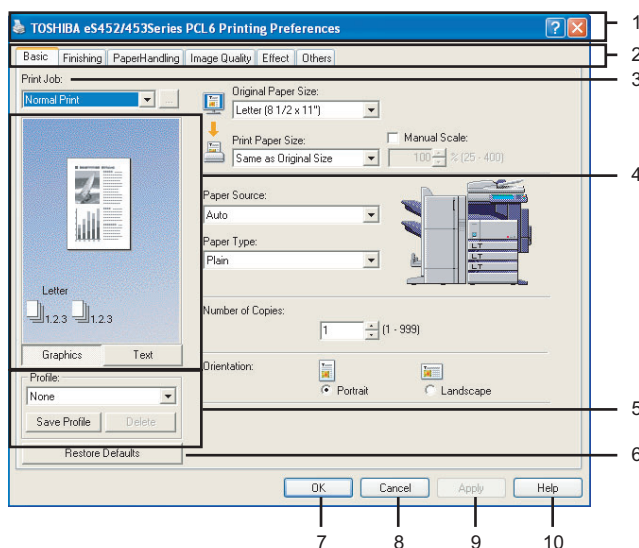 TOSHIBA eS452/453Series PCL6 Printing Preferences
1
Basic Finishing PaperHandling Image Quality Effect Others
2
Print Job:
3
Normal Print ...
Original Paper Size:
Letter (8 1/2 x 11")
Print Paper Size:
Manual Scale:
Same as Original Size
100 % (25 - 400)
4
Paper Source:
Auto
Paper Type:
Plain
LT
LT
Letter
1.2.3 1.2.3
Number of Copies:
1 (1 - 999)
Graphics Text
Orientation:
Profile:
None
Portrait Landscape
5
Save Profile Delete
Restore Defaults
6
OK Cancel Apply Help
7 8 9 10